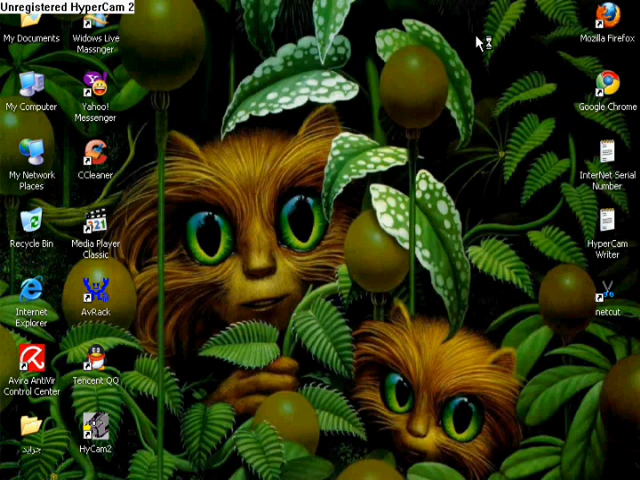 Unregistered HyperCam 2
My Documents
Widows Live
Massnger
Mozilla Firefox
My Computer
Yahoo!
Messenger
Google Chrome
My Network
Places
CCleaner
InterNet Serial
Number
Recycle Bin
Media Player
Classic
321
HyperCam
Writer
Internet
Explorer
AvRack
netcut
Avira AntiVir
Control Center
Tencent QQ
جرايد
HyCam2